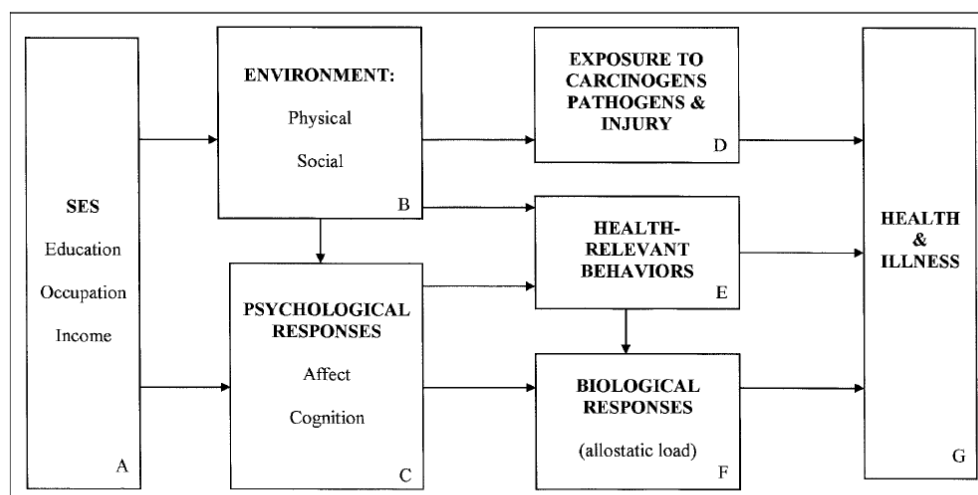 SES
Education
Occupation
Income
A
ENVIRONMENT:
Physical
Social
B
PSYCHOLOGICAL
RESPONSES
Affect
Cognition
C
EXPOSURE TO
CARCINOGENS
PATHOGENS &
INJURY
D
HEALTH-
RELEVANT
BEHAVIORS
E
BIOLOGICAL
RESPONSES
(allostatic load)
F
HEALTH
&
ILLNESS
G